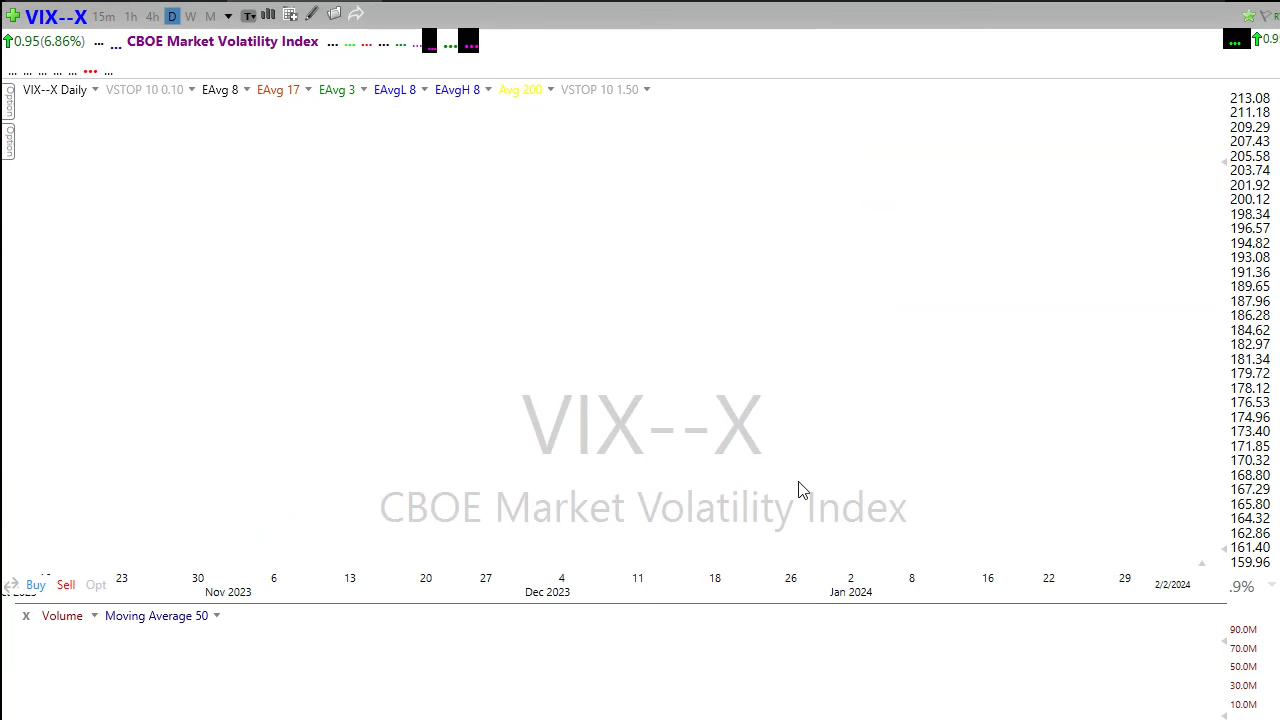 VIX--X 15m 1h 4h D W M T
0.95(6.86%) ... ... CBOE Market Volatility Index ... ... ... ... ... ... ... ... ... ...
... ... ... ... ... ... ...
VIX--X Daily VSTOP 10 0.10 EAvg 8 EAvg 17 EAvg 3 EAvgL 8 EAvgH 8 Avg 200 VSTOP 10 1.50
Option
Option
213.08
211.18
209.29
207.43
205.58
203.74
201.92
200.12
198.34
196.57
194.82
193.08
191.36
189.65
187.96
186.28
184.62
182.97
181.34
179.72
178.12
176.53
174.96
173.40
171.85
170.32
168.80
167.29
165.80
164.32
162.86
161.40
159.96
VIX--X
CBOE Market Volatility Index
23 30 6 13 20 27 4 11 18 26 2 8 16 22 29
Buy Sell Opt 2/2/2024 .9%
Nov 2023 Dec 2023 Jan 2024
X Volume Moving Average 50
90.0M
70.0M
50.0M
30.0M
10.0M